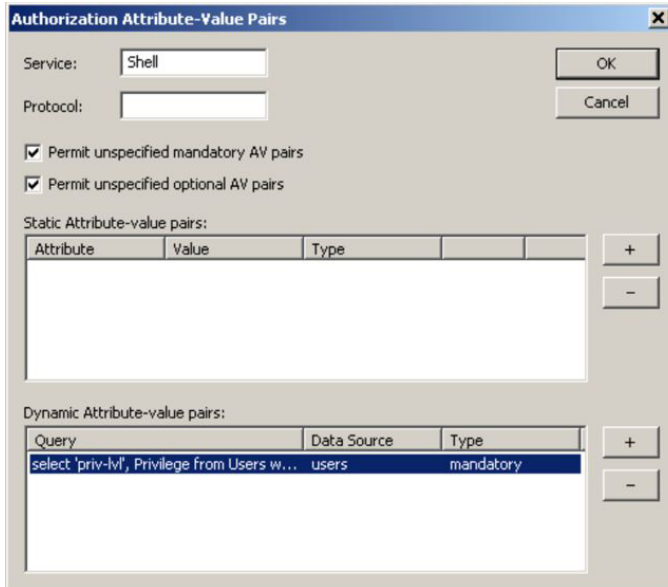 Authorization Attribute-Value Pairs
Service: Shell OK
Protocol: Cancel
Permit unspecified mandatory AV pairs
Permit unspecified optional AV pairs
Static Attribute-value pairs:
Attribute Value Type +
-
Dynamic Attribute-value pairs:
Query Data Source Type +
select 'priv-lvl', Privilege from Users w... users mandatory
-